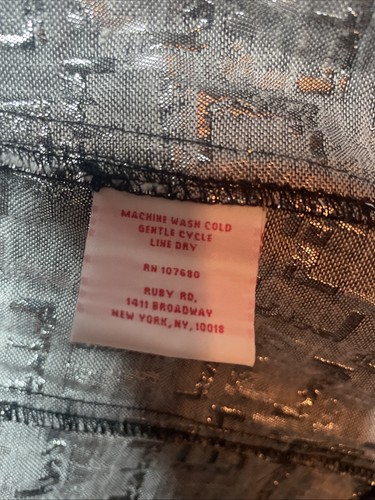 MACHINE WASH COLD
GENTLE CYCLE
LINE DRY
RN 107680
RUBY RD.
1411 BROADWAY
NEW YORK, NY, 10018